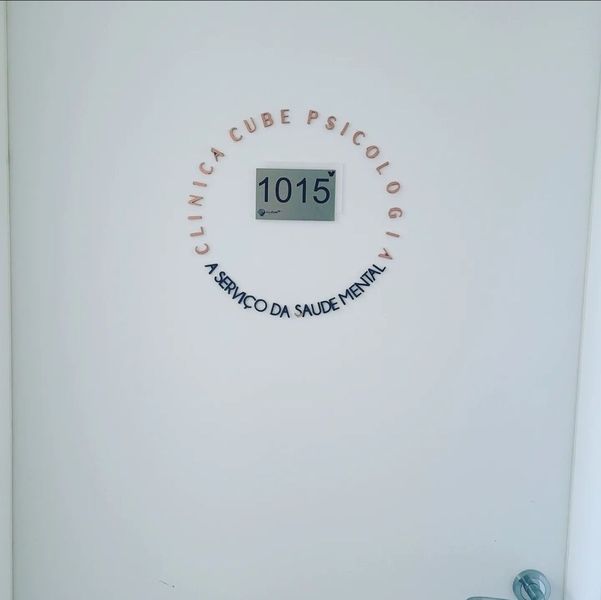 CLINICA CUBE PSICOLOGIA
1015
A SERVIÇO DA SAUDE MENTAL